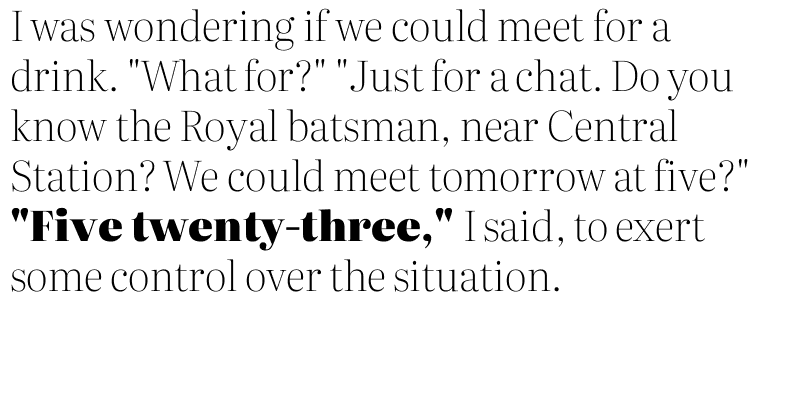 I was wondering if we could meet for a
drink. "What for?" "Just for a chat. Do you
know the Royal batsman, near Central
Station? We could meet tomorrow at five?"
"Five twenty-three," I said, to exert
some control over the situation.